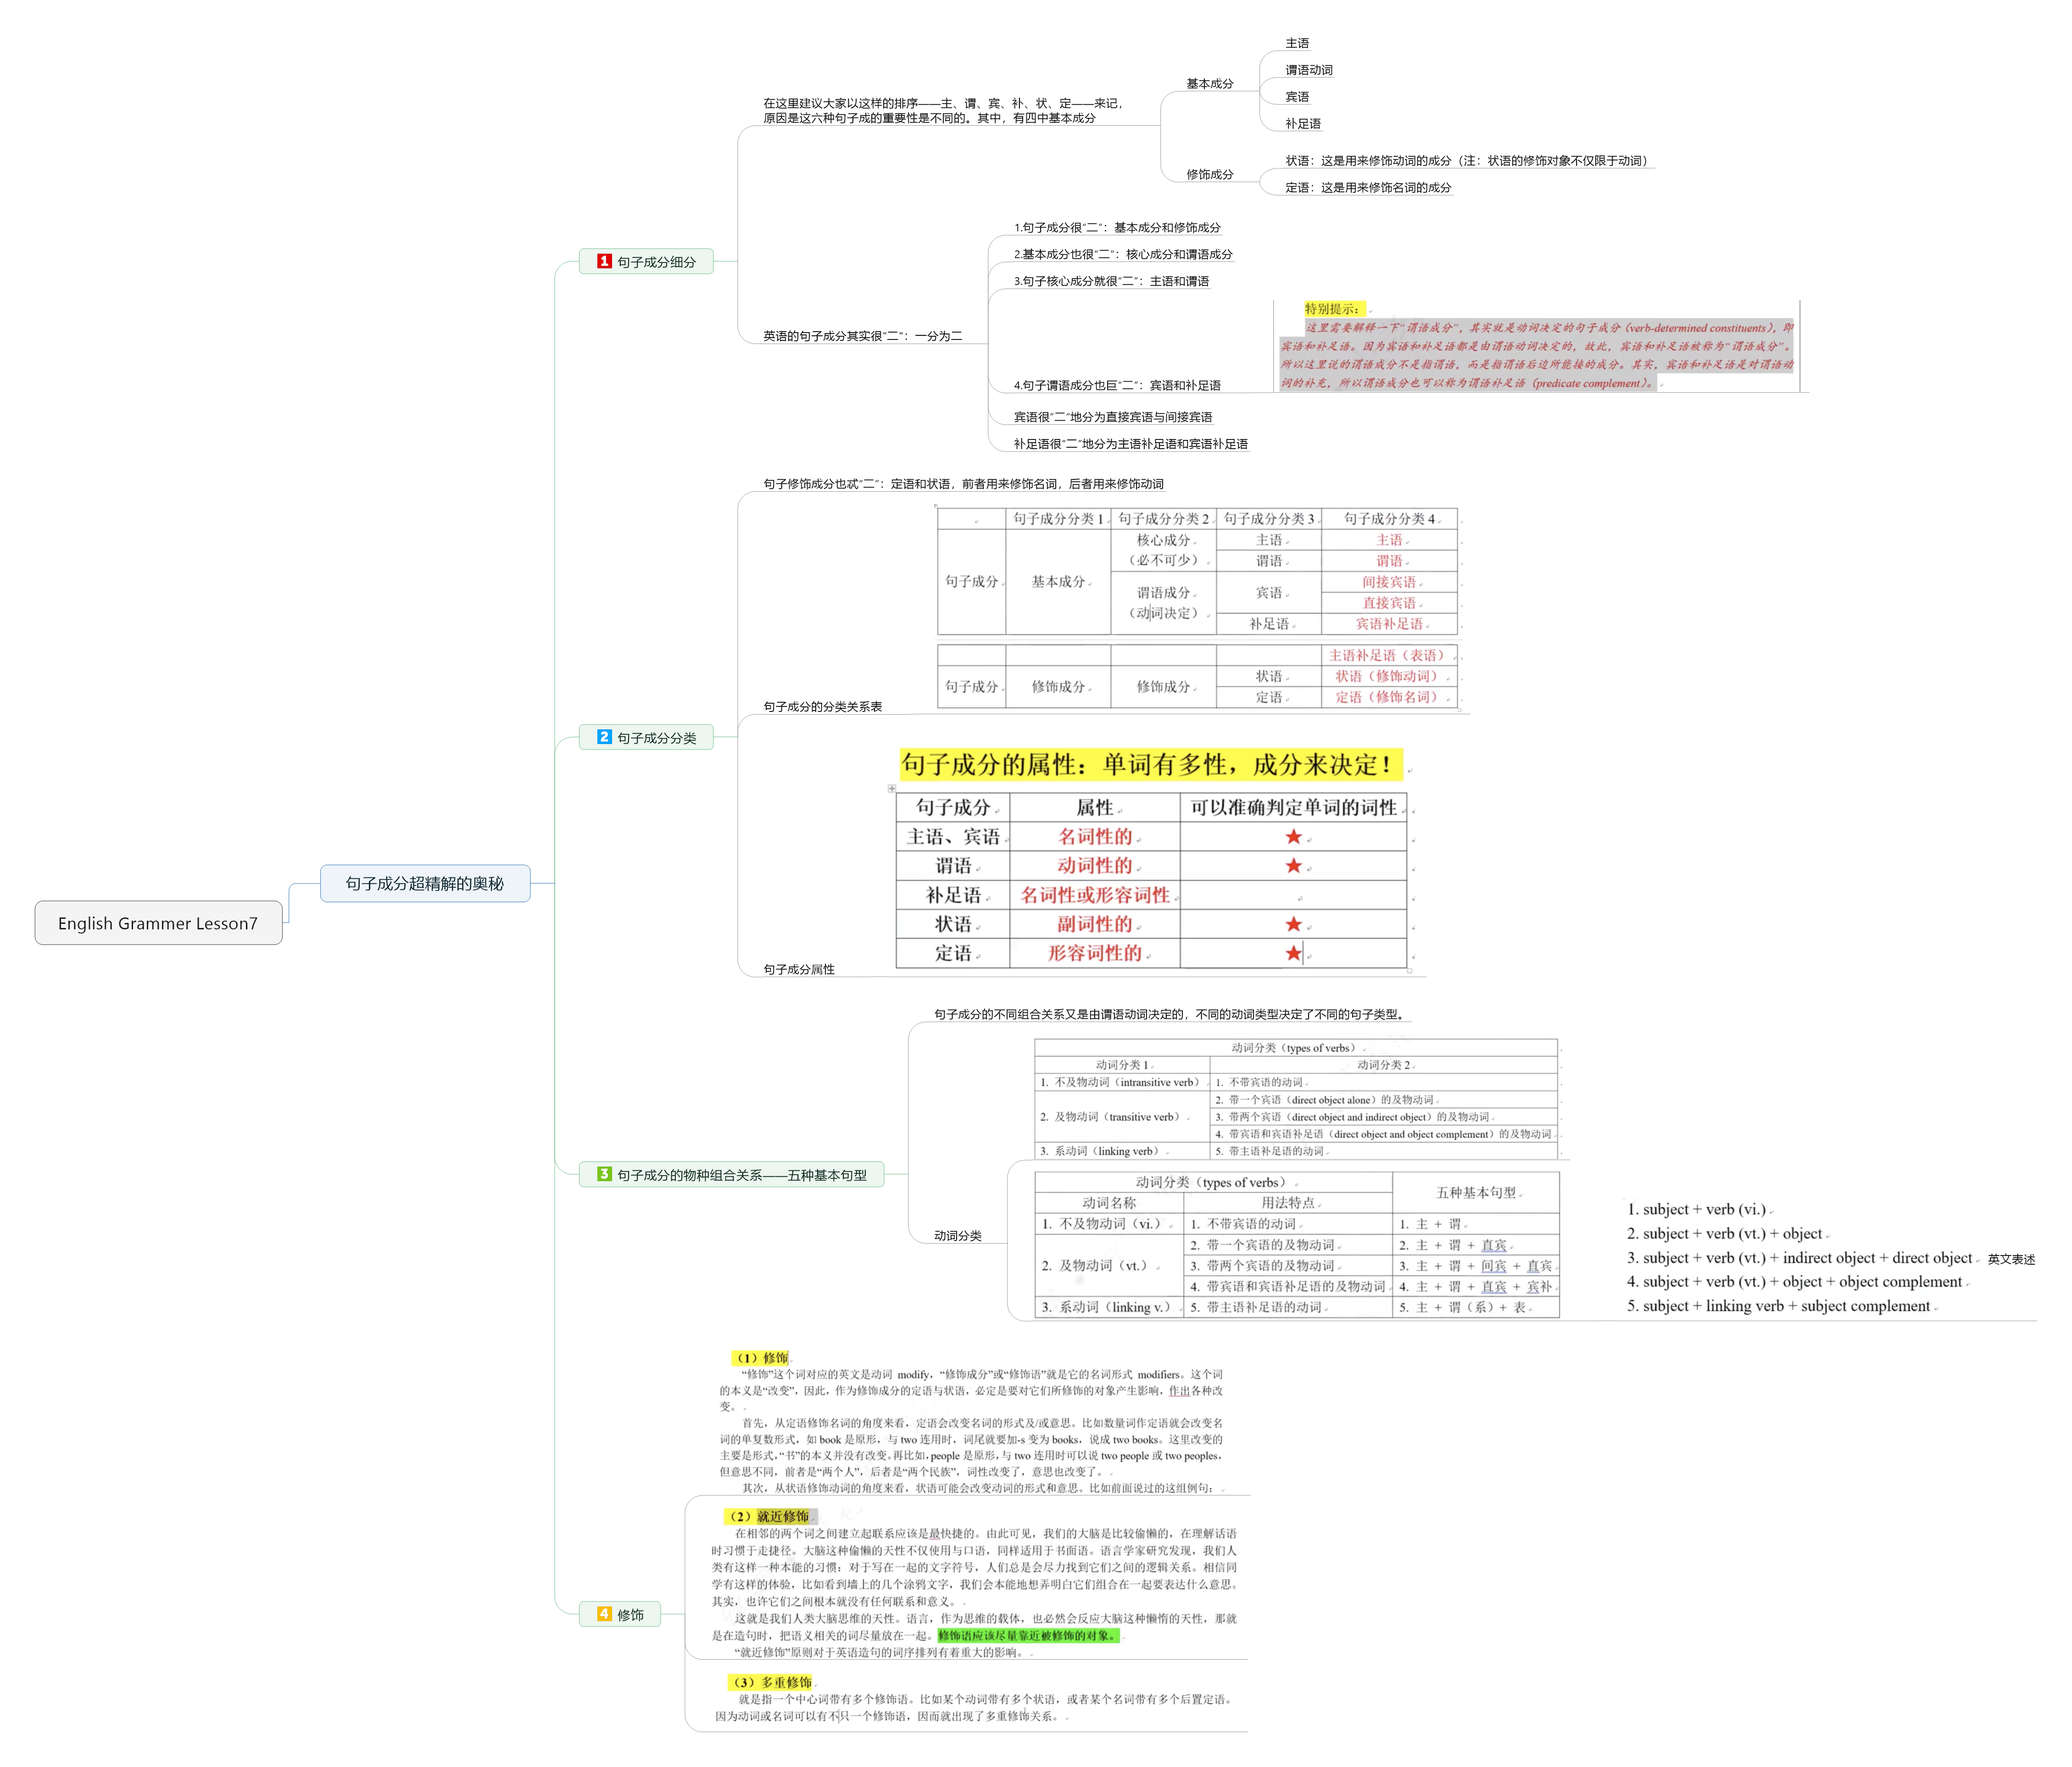 English Grammer Lesson7
句子成分超精解的奥秘
1 句子成分细分
在这里建议大家以这样的排序——主、谓、宾、补、状、定——来记，
原因是这六种句子成的重要性是不同的。其中，有四中基本成分
基本成分
主语
谓语动词
宾语
补足语
修饰成分
状语：这是用来修饰动词的成分（注：状语的修饰对象不仅限于动词）
定语：这是用来修饰名词的成分
英语的句子成分其实很“二”：一分为二
1.句子成分很“二”：基本成分和修饰成分
2.基本成分也很“二”：核心成分和谓语成分
3.句子核心成分就很“二”：主语和谓语
4.句子谓语成分也巨“二”：宾语和补足语
特别提示：
这里需要解释一下“谓语成分”，其实就是动词决定的句子成分（verb-determined constituents），即
宾语和补足语。因为宾语和补足语都是由谓语动词决定的，故此，宾语和补足语被称为“谓语成分”。
所以这里说的谓语成分不是指谓语，而是指谓语后边所能接的成分。其实，宾语和补足语是对谓语动
词的补充，所以谓语成分也可以称为谓语补足语（predicate complement）。
宾语很“二”地分为直接宾语与间接宾语
补足语很“二”地分为主语补足语和宾语补足语
2 句子成分分类
句子修饰成分也忒“二”：定语和状语，前者用来修饰名词，后者用来修饰动词
句子成分的分类关系表
句子成分分类 1 句子成分分类 2 句子成分分类 3 句子成分分类 4
句子成分 基本成分 核心成分（必不可少） 主语 主语
谓语 谓语
谓语成分（动词决定） 宾语 间接宾语
直接宾语
补足语 宾语补足语
主语补足语（表语）
句子成分 修饰成分 修饰成分 状语 状语（修饰动词）
定语 定语（修饰名词）
句子成分属性
句子成分的属性：单词有多性，成分来决定！
句子成分 属性 可以准确判定单词的词性
主语、宾语 名词性的 ★
谓语 动词性的 ★
补足语 名词性或形容词性
状语 副词性的 ★
定语 形容词性的 ★
3 句子成分的物种组合关系——五种基本句型
句子成分的不同组合关系又是由谓语动词决定的，不同的动词类型决定了不同的句子类型。
动词分类
动词分类（types of verbs）
动词分类 1 动词分类 2
1. 不及物动词（intransitive verb） 1. 不带宾语的动词
2. 及物动词（transitive verb） 2. 带一个宾语（direct object alone）的及物动词
3. 带两个宾语（direct object and indirect object）的及物动词
4. 带宾语和宾语补足语（direct object and object complement）的及物动词
3. 系动词（linking verb） 5. 带主语补足语的动词
动词分类（types of verbs） 五种基本句型
动词名称 用法特点
1. 不及物动词（vi.） 1. 不带宾语的动词 1. 主 + 谓
2. 及物动词（vt.） 2. 带一个宾语的及物动词 2. 主 + 谓 + 直宾
3. 带两个宾语的及物动词 3. 主 + 谓 + 间宾 + 直宾
4. 带宾语和宾语补足语的及物动词 4. 主 + 谓 + 直宾 + 宾补
3. 系动词（linking v.） 5. 带主语补足语的动词 5. 主 + 谓（系）+ 表
1. subject + verb (vi.)
2. subject + verb (vt.) + object
3. subject + verb (vt.) + indirect object + direct object
4. subject + verb (vt.) + object + object complement
5. subject + linking verb + subject complement
英文表述
4 修饰
（1）修饰
“修饰”这个词对应的英文是动词 modify，“修饰成分”或“修饰语”就是它的名词形式 modifiers。这个词
的本义是“改变”，因此，作为修饰成分的定语与状语，必定是要对它们所修饰的对象产生影响，作出各种改
变。
首先，从定语修饰名词的角度来看，定语会改变名词的形式及/或意思。比如数量词作定语就会改变名
词的单复数形式，如 book 是原形，与 two 连用时，词尾就要加-s 变为 books，说成 two books。这里改变的
主要是形式，“书”的本义并没有改变。再比如，people 是原形，与 two 连用时可以说 two people 或 two peoples，
但意思不同，前者是“两个人”，后者是“两个民族”，词性改变了，意思也改变了。
其次，从状语修饰动词的角度来看，状语可能会改变动词的形式和意思。比如前面说过的这组例句：
（2）就近修饰
在相邻的两个词之间建立起联系应该是最快捷的。由此可见，我们的大脑是比较偷懒的，在理解话语
时习惯于走捷径。大脑这种偷懒的天性不仅使用与口语，同样适用于书面语。语言学家研究发现，我们人
类有这样一种本能的习惯：对于写在一起的文字符号，人们总是会尽力找到它们之间的逻辑关系。相信同
学有这样的体验，比如看到墙上的几个涂鸦文字，我们会本能地想弄明白它们组合在一起要表达什么意思。
其实，也许它们之间根本就没有任何联系和意义。
这就是我们人类大脑思维的天性。语言，作为思维的载体，也必然会反应大脑这种懒惰的天性，那就
是在造句时，把语义相关的词尽量放在一起。修饰语应该尽量靠近被修饰的对象。
“就近修饰”原则对于英语造句的词序排列有着重大的影响。
（3）多重修饰
就是指一个中心词带有多个修饰语。比如某个动词带有多个状语，或者某个名词带有多个后置定语。
因为动词或名词可以有不只一个修饰语，因而就出现了多重修饰关系。